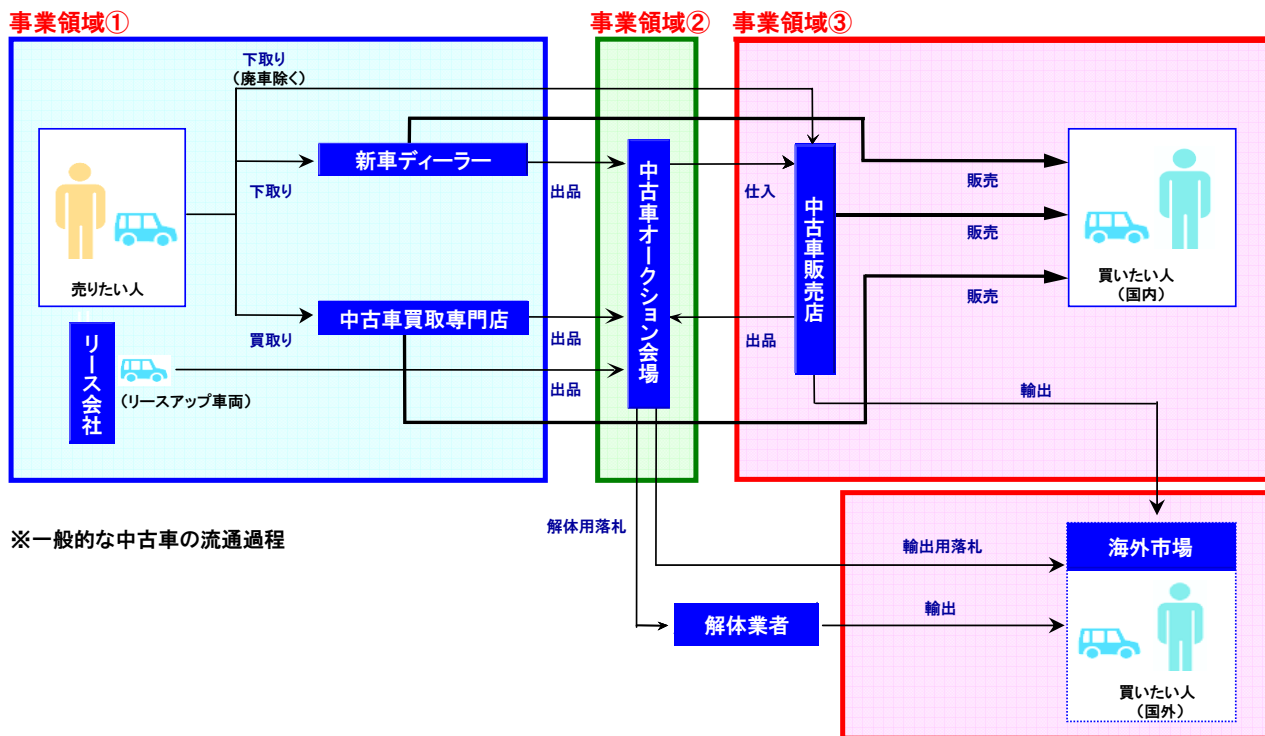 事業領域①
事業領域②
事業領域③
下取り
（廃車除く）
新車ディーラー
下取り
出品
仕入
販売
販売
販売
売りたい人
中古車オークション会場
中古車販売店
買いたい人
（国内）
中古車買取専門店
買取り
出品
出品
リース会社
（リースアップ車両）
出品
輸出
※一般的な中古車の流通過程
解体用落札
輸出用落札
海外市場
解体業者
輸出
買いたい人
（国外）